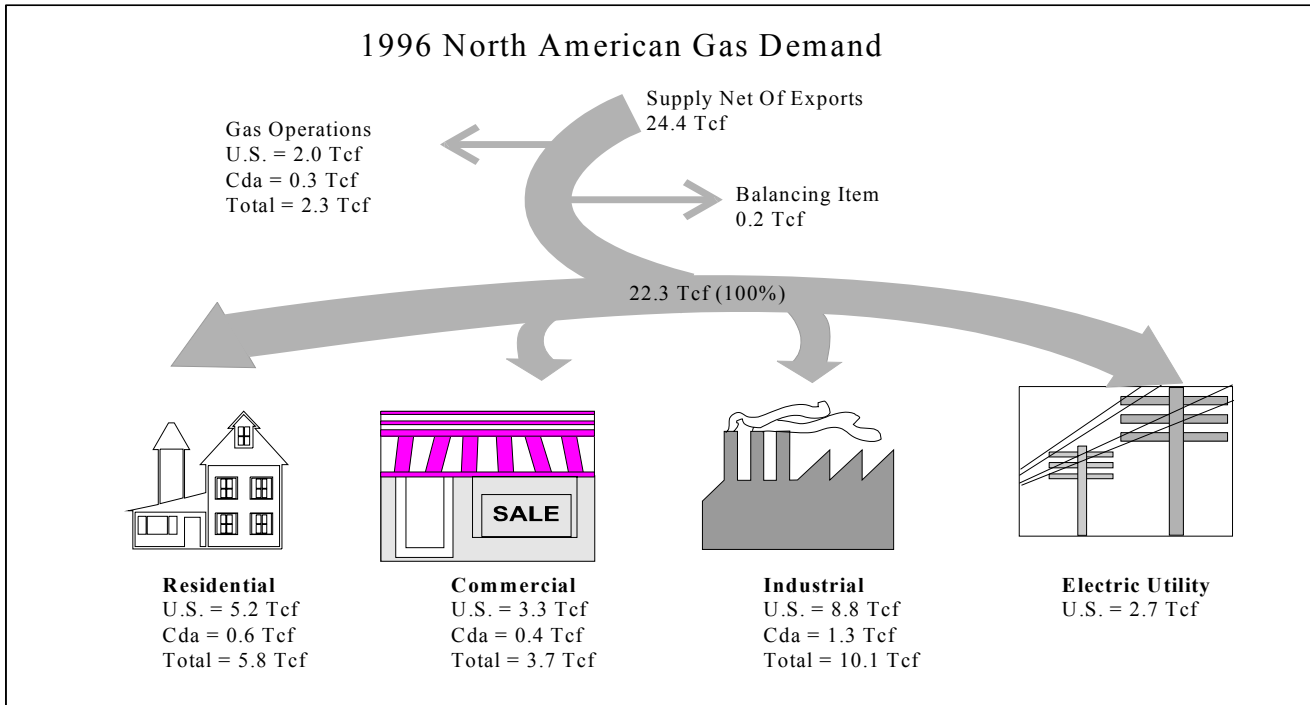 1996 North American Gas Demand
Supply Net Of Exports
24.4 Tcf
Gas Operations
U.S. = 2.0 Tcf
Cda = 0.3 Tcf
Total = 2.3 Tcf
Balancing Item
0.2 Tcf
22.3 Tcf (100%)
SALE
Residential
U.S. = 5.2 Tcf
Cda = 0.6 Tcf
Total = 5.8 Tcf
Commercial
U.S. = 3.3 Tcf
Cda = 0.4 Tcf
Total = 3.7 Tcf
Industrial
U.S. = 8.8 Tcf
Cda = 1.3 Tcf
Total = 10.1 Tcf
Electric Utility
U.S. = 2.7 Tcf